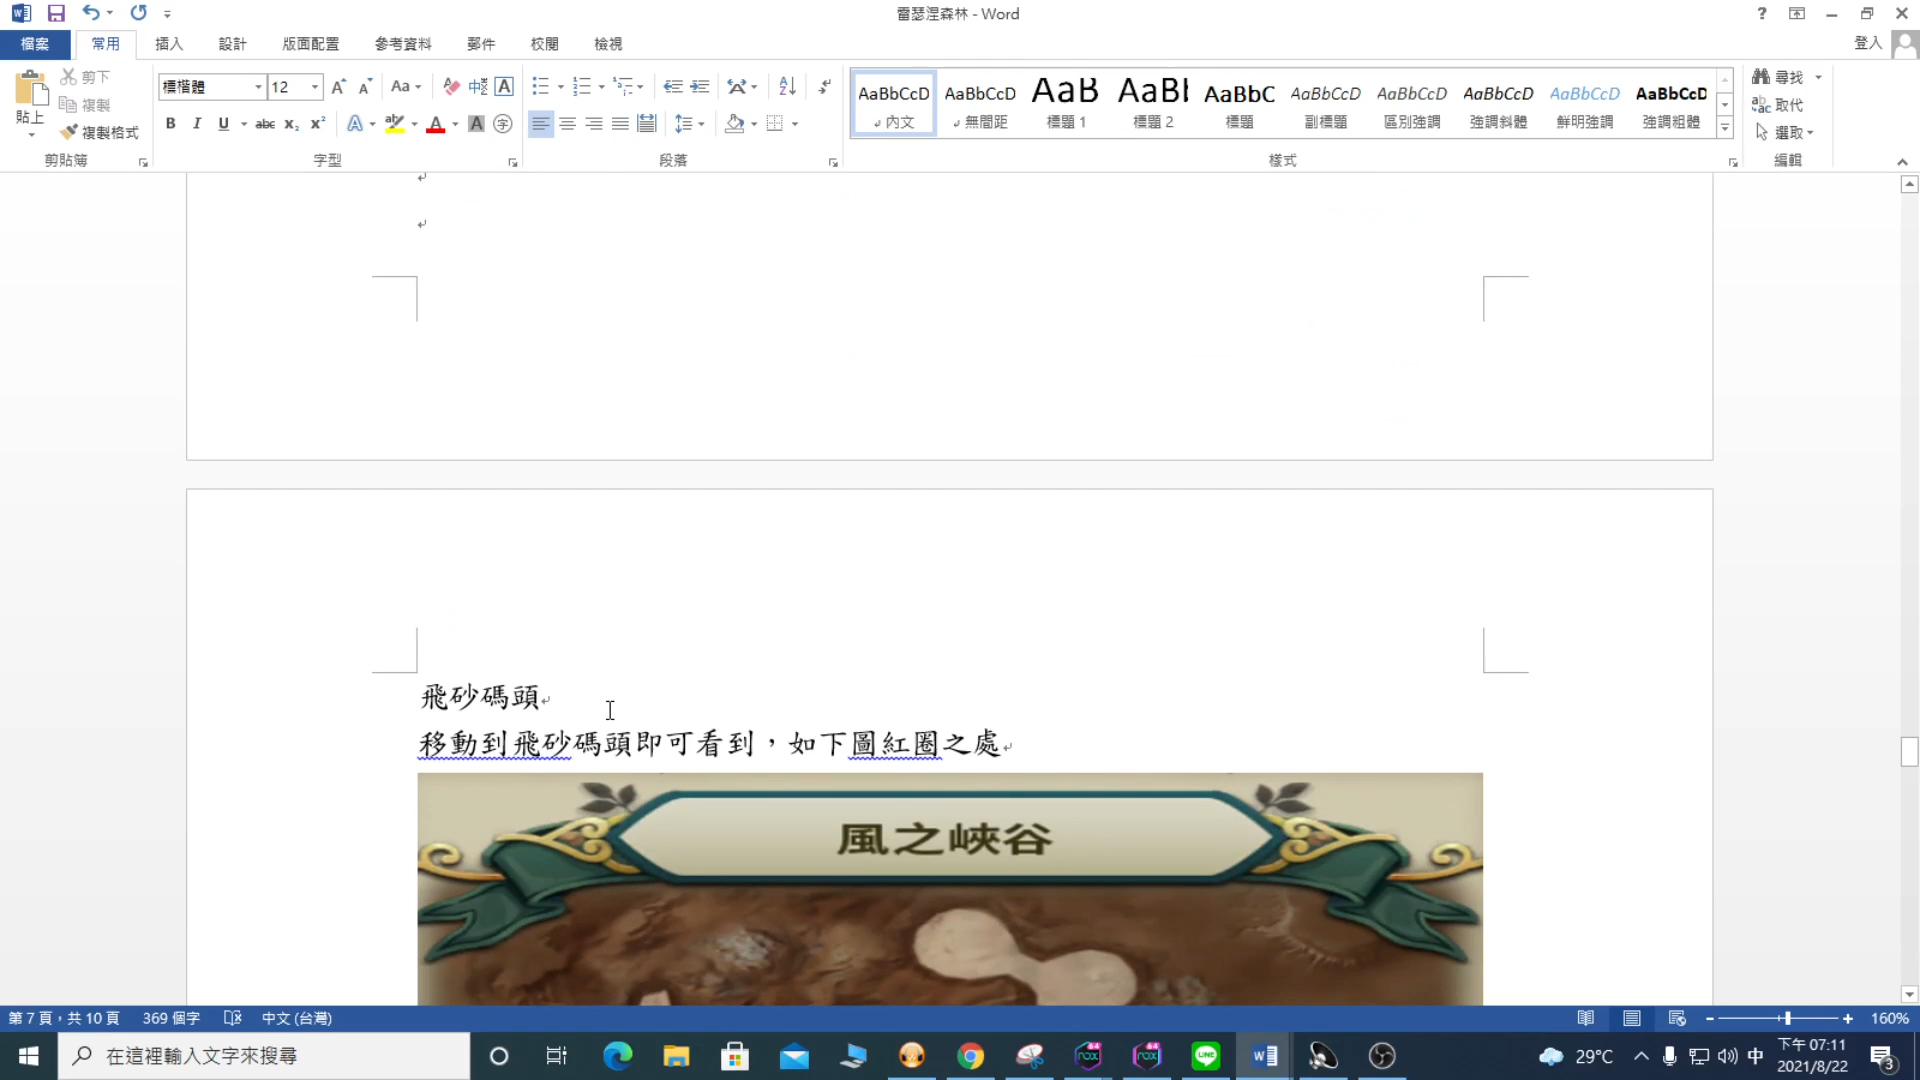 雷瑟涅森林 - Word
檔案 常用 插入 設計 版面配置 參考資料 郵件 校閱 檢視 登入
貼上 剪下 複製 複製格式 剪貼簿
標楷體 12 Aa 中 A
B I U abc X₂ X² A ab A A 字
字型
段落
AaBbCcD AaBbCcD AaB AaBl AaBbC AaBbCcD AaBbCcD AaBbCcD AaBbCcD AaBbCcD
內文 無間距 標題 1 標題 2 標題 副標題 區別強調 強調斜體 鮮明強調 強調粗體
樣式
尋找 取代 選取 編輯
飛砂碼頭
移動到飛砂碼頭即可看到,如下圖紅圈之處
風之峽谷
第 7 頁,共 10 頁 369 個字 中文 (台灣) 160%
在這裡輸入文字來搜尋
29°C 中 下午 07:11
2021/8/22 3